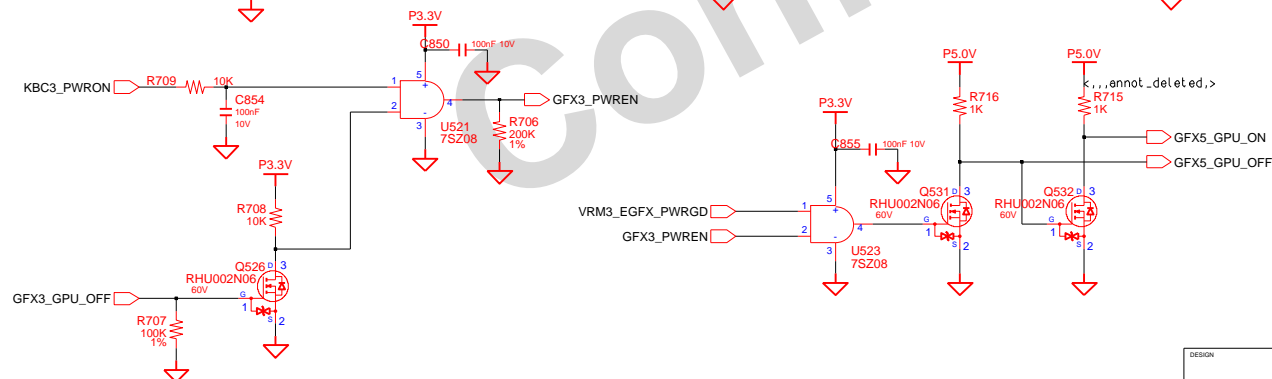 Com
P3.3V
C850
100nF 10V
KBC3_PWRON
R709
10K
C854
100nF
10V
1
2
5
+
-
4
3
U521
7SZ08
GFX3_PWREN
R706
200K
1%
P3.3V
R708
10K
Q526
RHU002N06
60V
D
3
G
1
S
2
GFX3_GPU_OFF
R707
100K
1%
P3.3V
C855
100nF 10V
VRM3_EGFX_PWRGD
GFX3_PWREN
1
2
5
+
-
4
3
U523
7SZ08
P5.0V
R716
1K
P5.0V
<,,,annot_deleted,>
R715
1K
GFX5_GPU_ON
GFX5_GPU_OFF
Q531
RHU002N06
60V
D
3
G
1
S
2
Q532
RHU002N06
60V
D
3
G
1
S
2
DESIGN